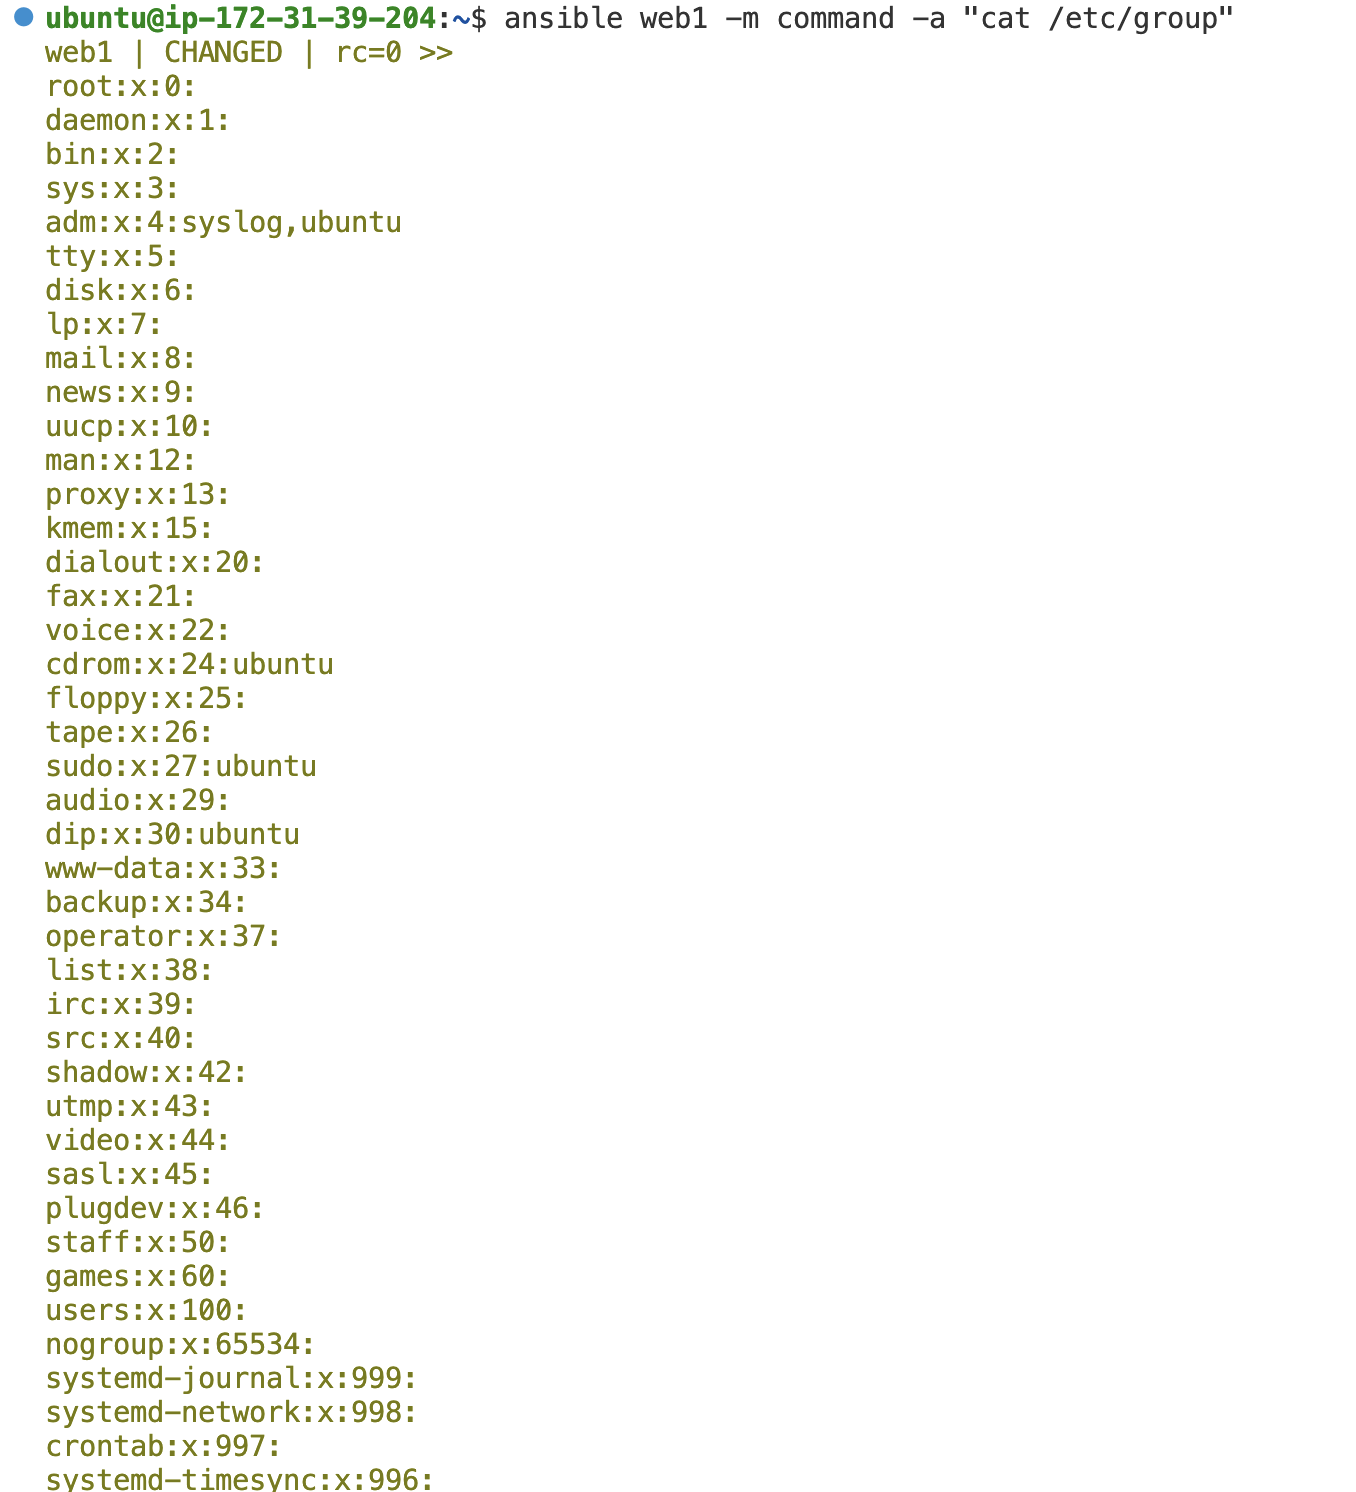 ubuntu@ip-172-31-39-204:~$ ansible web1 -m command -a "cat /etc/group"
web1 | CHANGED | rc=0 >>
root:x:0:
daemon:x:1:
bin:x:2:
sys:x:3:
adm:x:4:syslog,ubuntu
tty:x:5:
disk:x:6:
lp:x:7:
mail:x:8:
news:x:9:
uucp:x:10:
man:x:12:
proxy:x:13:
kmem:x:15:
dialout:x:20:
fax:x:21:
voice:x:22:
cdrom:x:24:ubuntu
floppy:x:25:
tape:x:26:
sudo:x:27:ubuntu
audio:x:29:
dip:x:30:ubuntu
www-data:x:33:
backup:x:34:
operator:x:37:
list:x:38:
irc:x:39:
src:x:40:
shadow:x:42:
utmp:x:43:
video:x:44:
sasl:x:45:
plugdev:x:46:
staff:x:50:
games:x:60:
users:x:100:
nogroup:x:65534:
systemd-journal:x:999:
systemd-network:x:998:
crontab:x:997:
systemd-timesync:x:996: